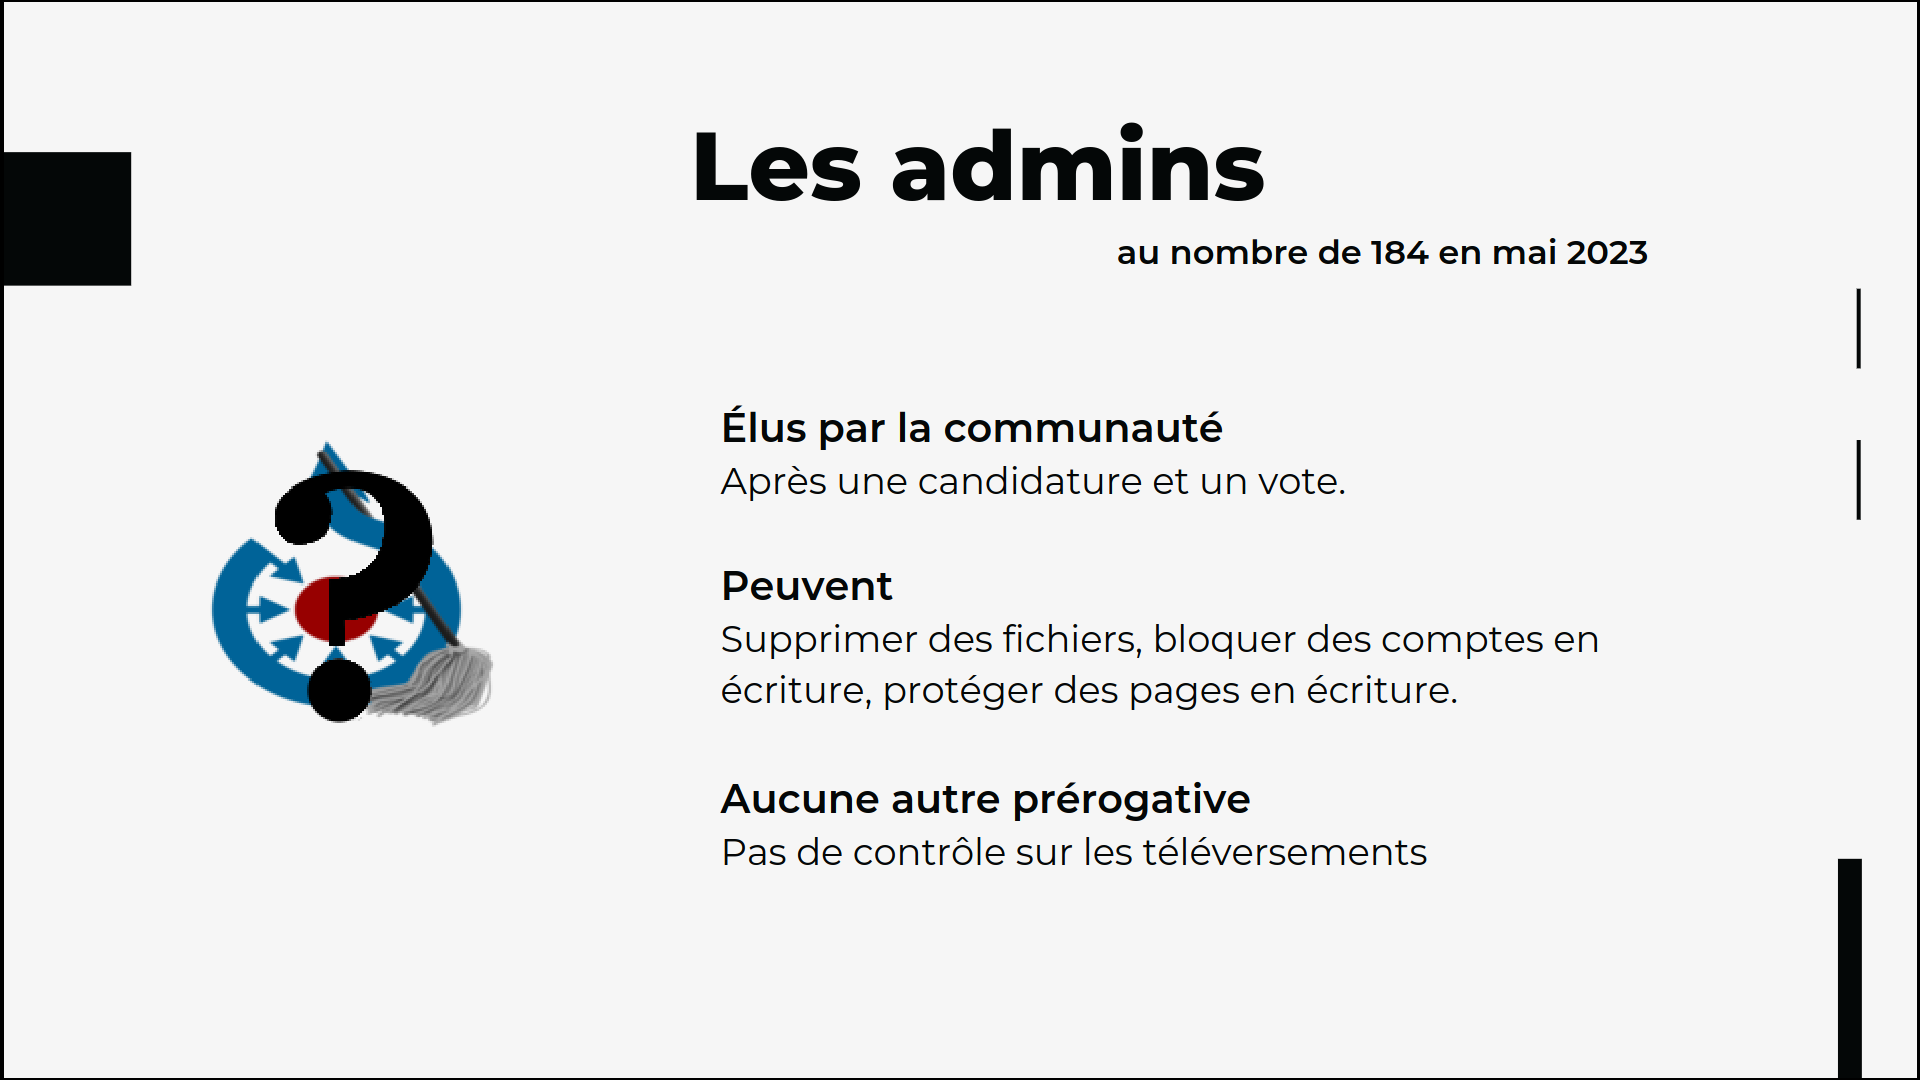 Les admins
au nombre de 184 en mai 2023
Élus par la communauté
Après une candidature et un vote.
Peuvent
Supprimer des fichiers, bloquer des comptes en
écriture, protéger des pages en écriture.
Aucune autre prérogative
Pas de contrôle sur les téléversements
?